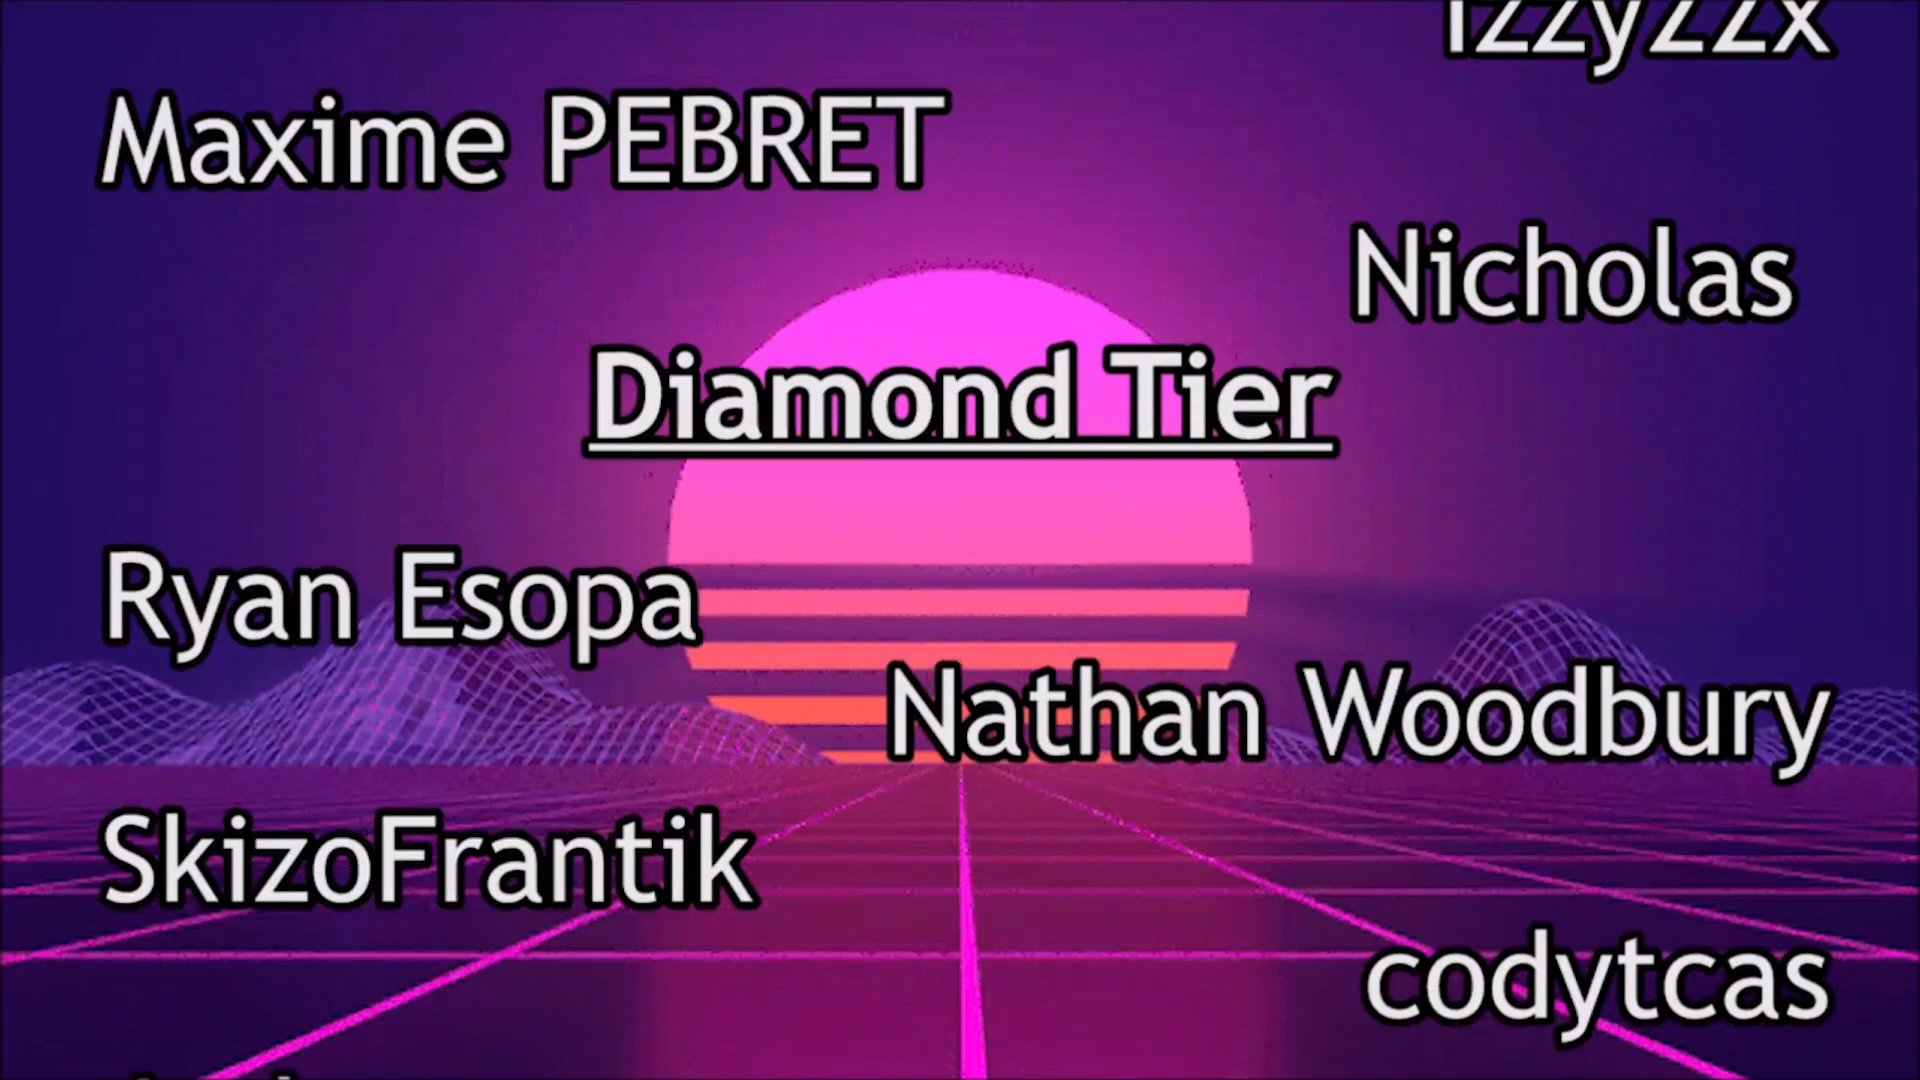 Maxime PEBRET
Nicholas
Diamond Tier
Ryan Esopa
Nathan Woodbury
SkizoFrantik
codytcas